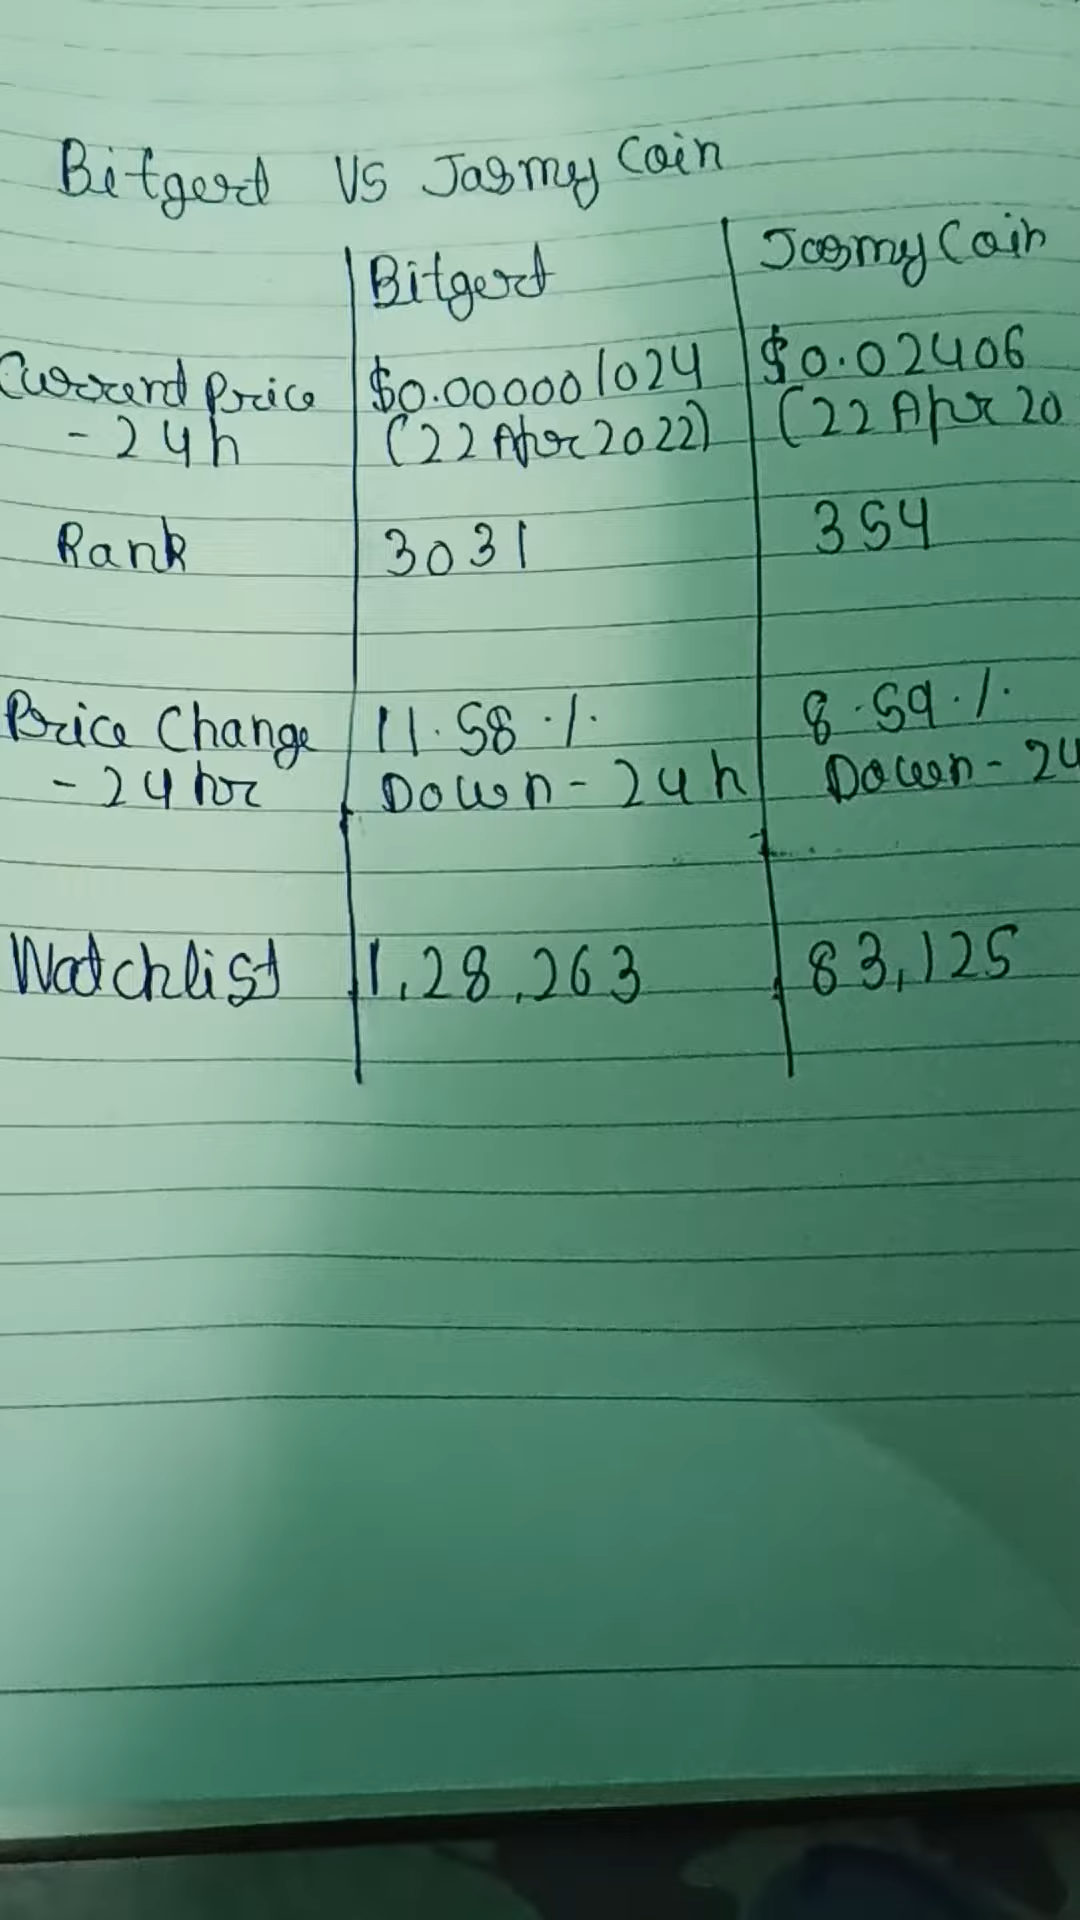 Bitgert VS Jasmy Coin
Bitgert Jasmy Coin
Current Price $0.000001024 $0.02406
- 24h (22 Apr 2022) (22 Apr 20
Rank 3031 354
Price Change 11.58% 8.59%
- 24 hr Down - 24h Down - 24
Watchlist 1,28,263 83,125